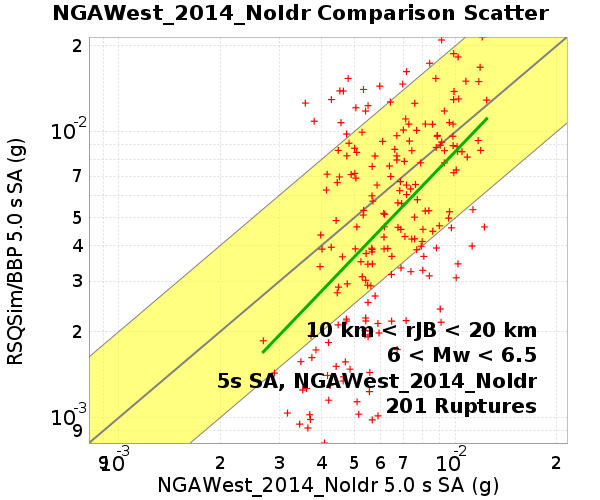 NGAWest_2014_NoIdr Comparison Scatter
RSQSim/BBP 5.0 s SA (g)
2
10-2
7
5
4
3
2
10-3
9
10 km < rJB < 20 km
6 < Mw < 6.5
5s SA, NGAWest_2014_NoIdr
201 Ruptures
9 10-3 2 3 4 5 6 7 10-2 2
NGAWest_2014_NoIdr 5.0 s SA (g)